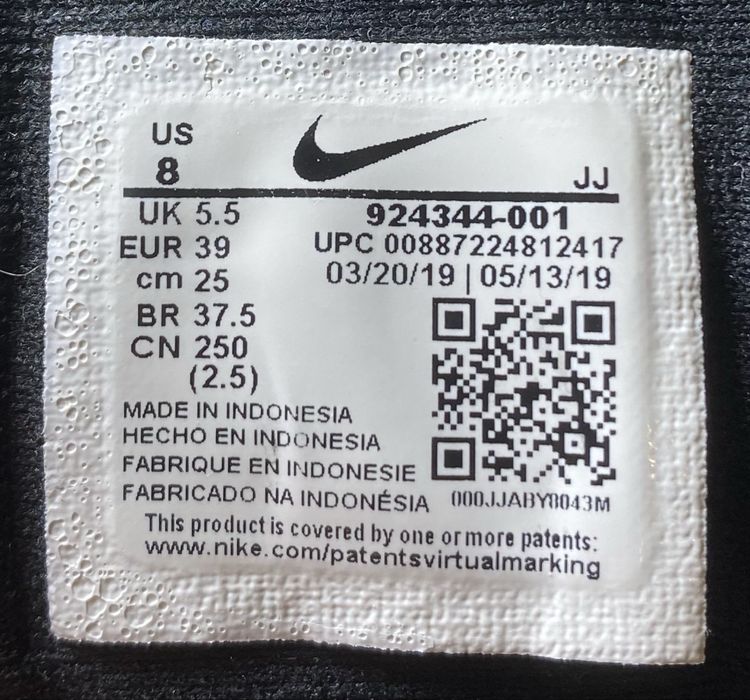 US
8
JJ
UK 5.5
924344-001
EUR 39
UPC 00887224812417
cm 25
03/20/19 | 05/13/19
BR 37.5
CN 250
(2.5)
MADE IN INDONESIA
HECHO EN INDONESIA
FABRIQUE EN INDONESIE
FABRICADO NA INDONÉSIA
000JJABY8043M
This product is covered by one or more patents:
www.nike.com/patentsvirtualmarking